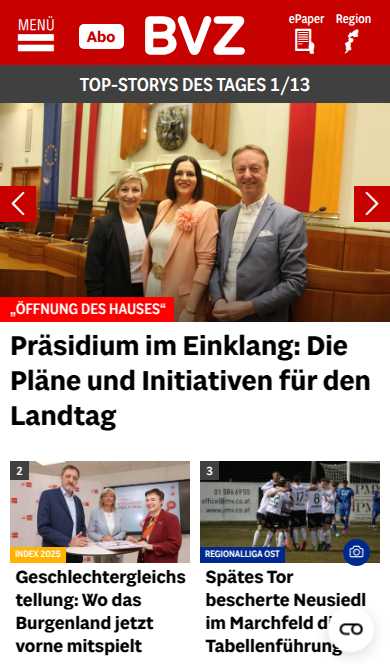 MENÜ
Abo
BVZ
ePaper
Region
TOP-STORYS DES TAGES 1/13
„ÖFFNUNG DES HAUSES“
Präsidium im Einklang: Die
Pläne und Initiativen für den
Landtag
2
INDEX 2025
Geschlechtergleichs
tellung: Wo das
Burgenland jetzt
vorne mitspielt
3
REGIONALLIGA OST
Spätes Tor
bescherte Neusiedl
im Marchfeld
Tabellenführung